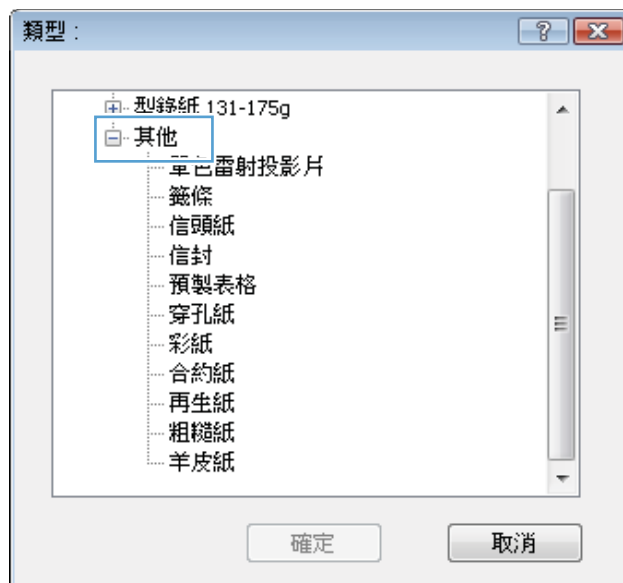 類型：
型錄紙 131-175g
其他
單色雷射投影片
籤條
信頭紙
信封
預製表格
穿孔紙
彩紙
合約紙
再生紙
粗糙紙
羊皮紙
確定
取消